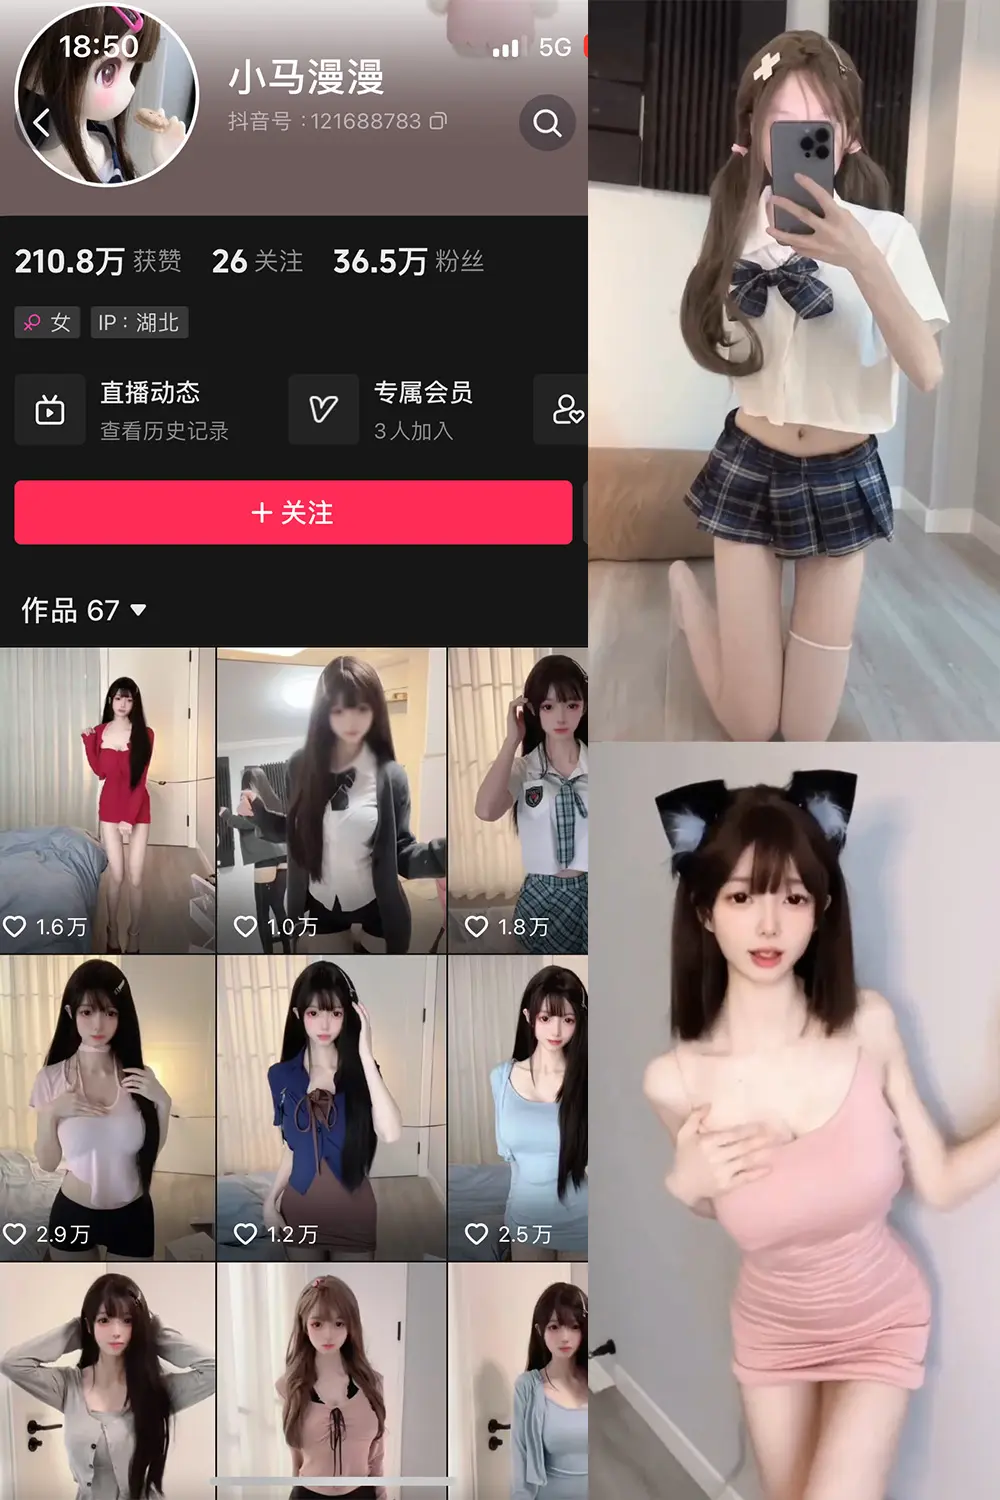 18:50
5G
小马漫漫
抖音号：121688783
210.8万 获赞 26 关注 36.5万 粉丝
女 IP：湖北
直播动态
查看历史记录
专属会员
3人加入
+ 关注
作品 67
1.6万
1.0万
1.8万
2.9万
1.2万
2.5万